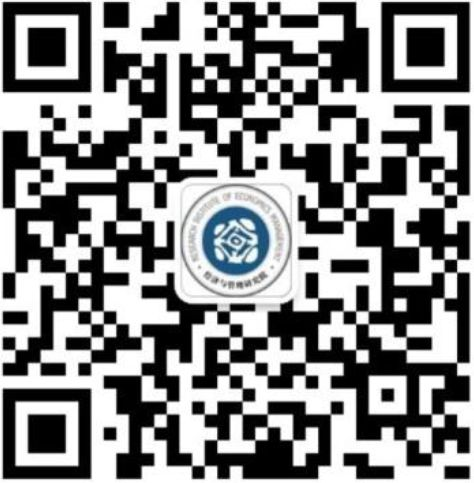 RESEARCH INSTITUTE OF ECONOMICS MANAGEMENT
经济与管理研究院